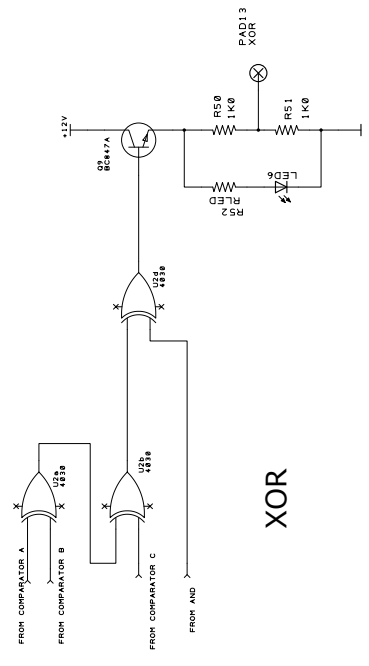 PAD13
XOR
+12V
R50
1K0
R51
1K0
Q9
BC847A
LED6
RLED
R52
U2d
4030
U2a
4030
U2b
4030
XOR
FROM COMPARATOR A
FROM COMPARATOR B
FROM COMPARATOR C
FROM AND